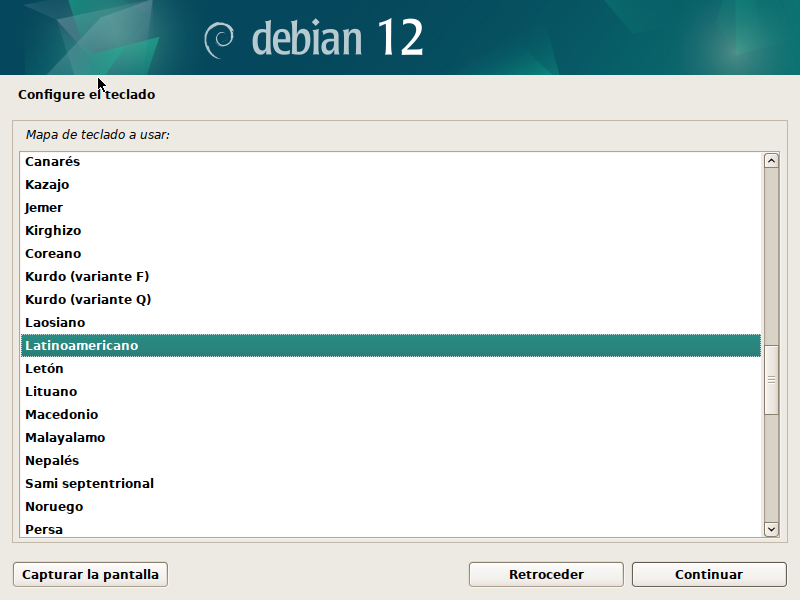 debian 12
Configure el teclado
Mapa de teclado a usar:
Canarés
Kazajo
Jemer
Kirghizo
Coreano
Kurdo (variante F)
Kurdo (variante Q)
Laosiano
Latinoamericano
Letón
Lituano
Macedonio
Malayalamo
Nepalés
Sami septentrional
Noruego
Persa
Capturar la pantalla
Retroceder
Continuar